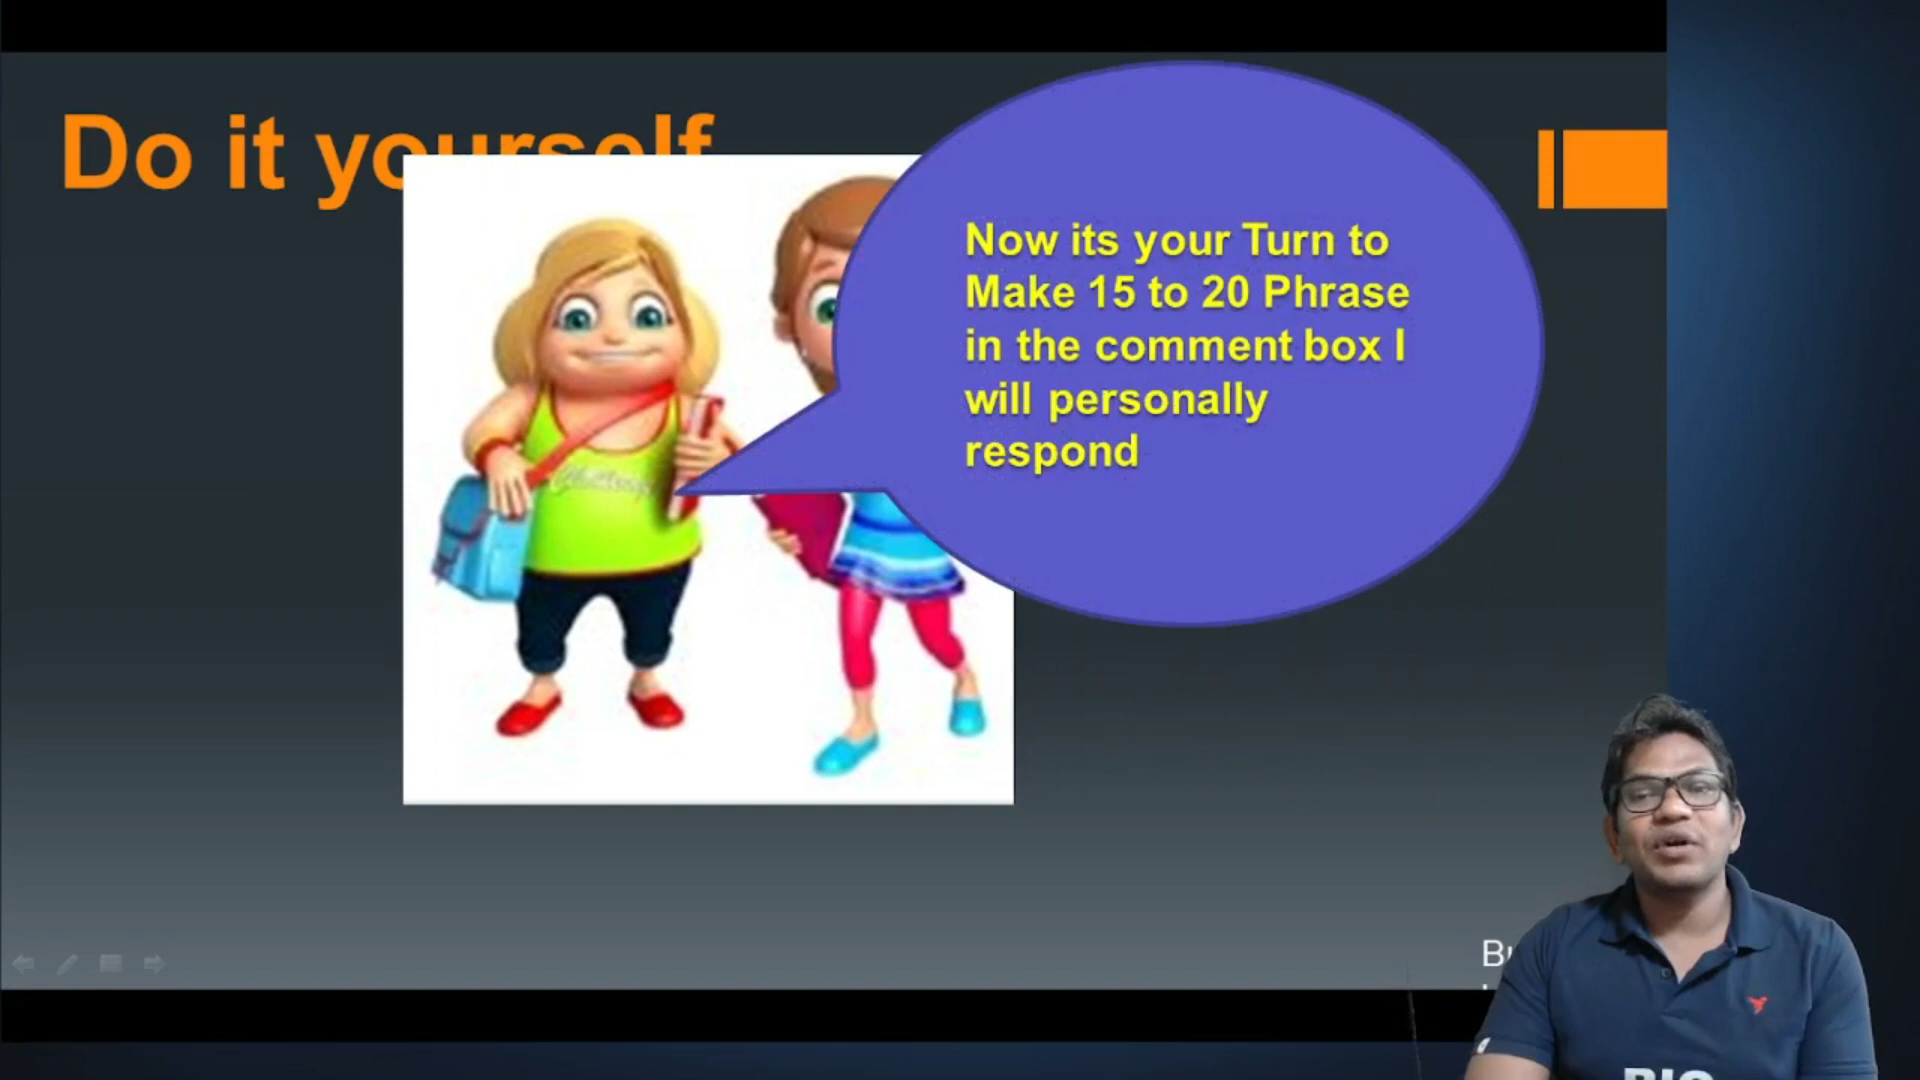 Do it yourself
Now its your Turn to
Make 15 to 20 Phrase
in the comment box I
will personally
respond